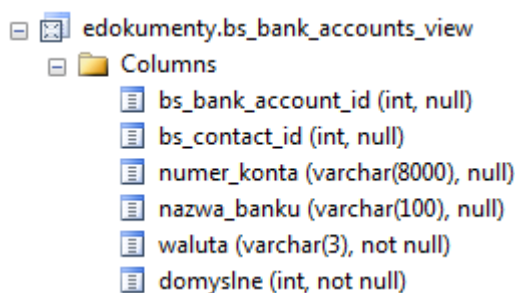 edokumenty.bs_bank_accounts_view
Columns
bs_bank_account_id (int, null)
bs_contact_id (int, null)
numer_konta (varchar(8000), null)
nazwa_banku (varchar(100), null)
waluta (varchar(3), not null)
domyslne (int, not null)